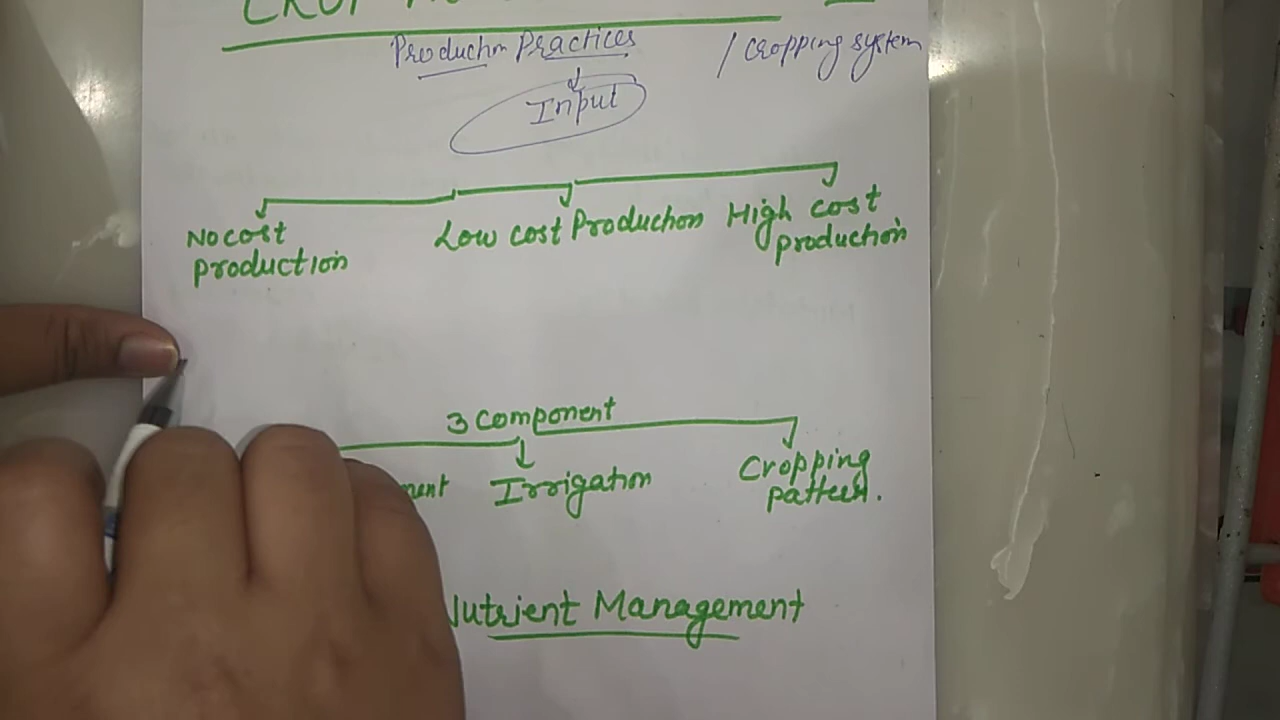 Production Practices / cropping system
Input
No cost production
Low cost Production
High cost production
3 Component
Irrigation
Cropping pattern.
Nutrient Management